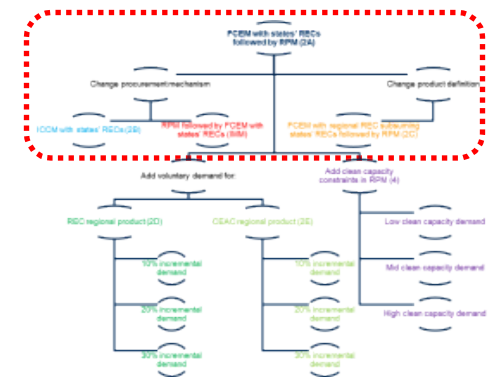 FCEM with states' RECs
followed by RPM (2A)
Change procurement/mechanism
Change product definition
ICCM with states' RECs (2B)
RPM followed by FCEM with
states' RECs (IMM)
FCEM with regional REC subsuming
states' RECs followed by RPM (2C)
Add voluntary demand for:
Add clean capacity
constraints in RPM (4)
REC regional product (2D)
CEAC regional product (2E)
Low clean capacity demand
10% incremental
demand
10% incremental
demand
Mid clean capacity demand
20% incremental
demand
20% incremental
demand
High clean capacity demand
30% incremental
demand
30% incremental
demand